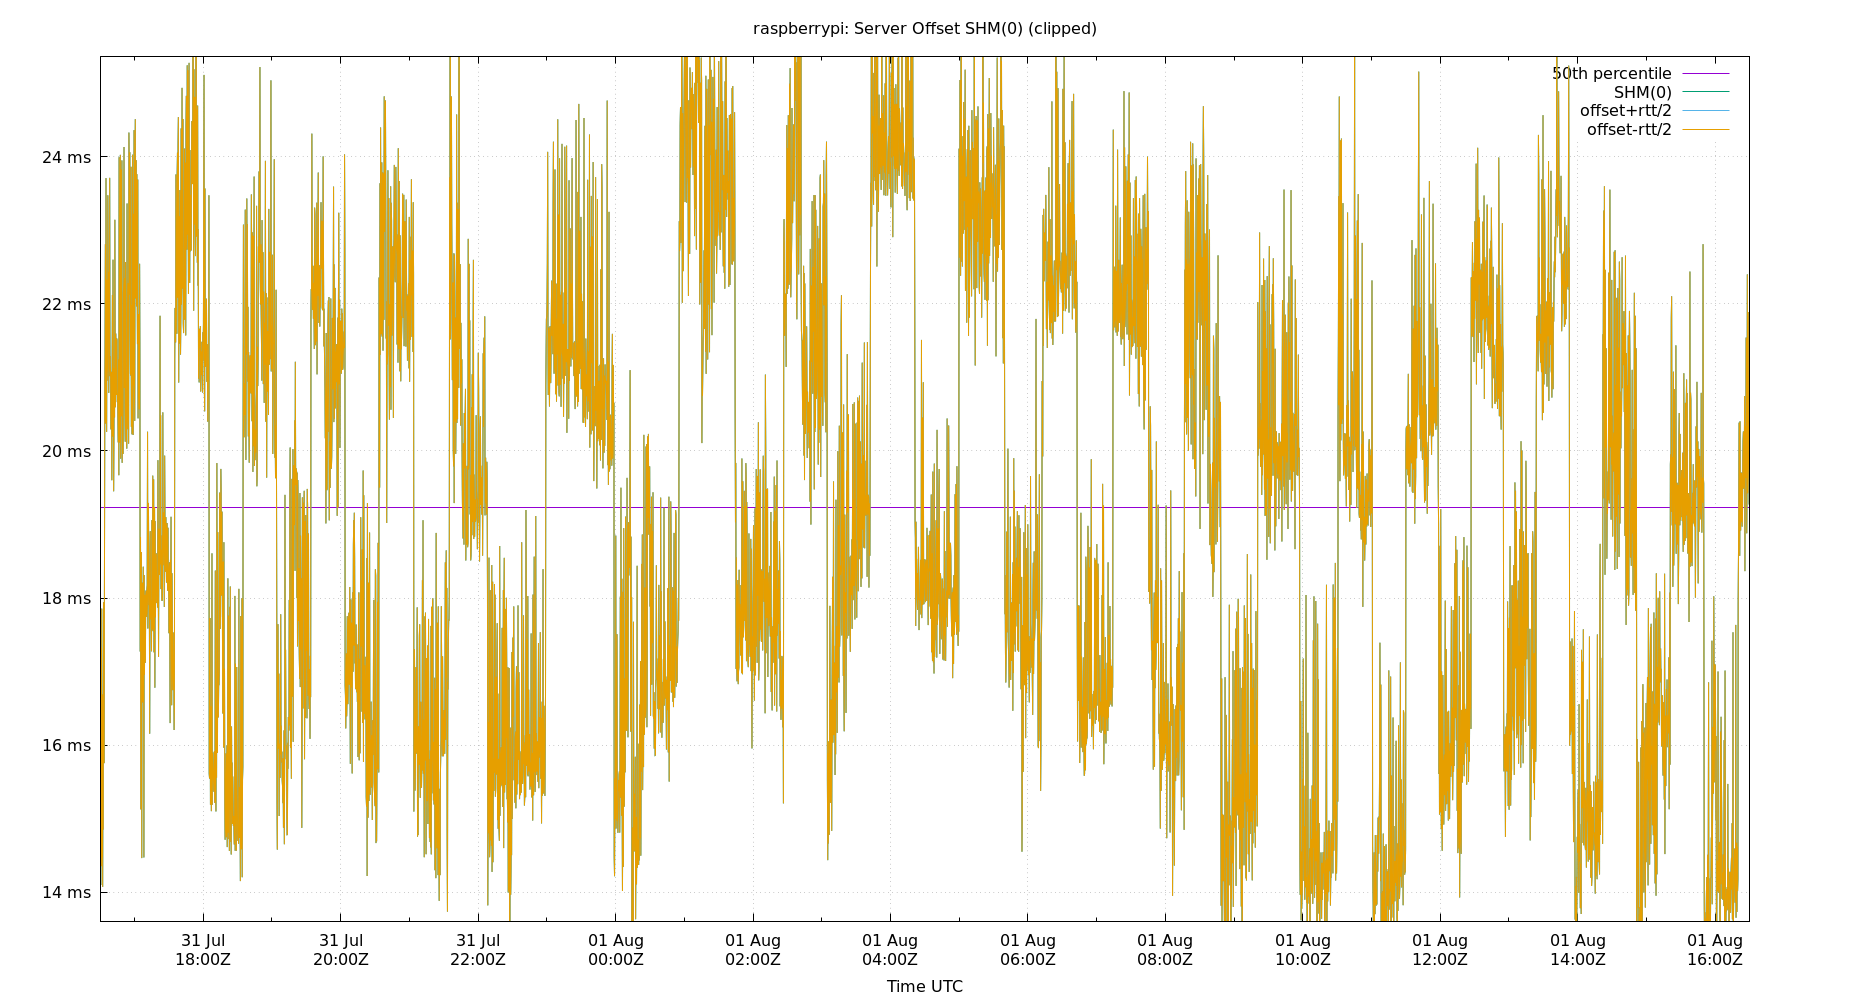 raspberrypi: Server Offset SHM(0) (clipped)
50th percentile
SHM(0)
offset+rtt/2
offset-rtt/2
24 ms
22 ms
20 ms
18 ms
16 ms
14 ms
31 Jul 31 Jul 31 Jul 01 Aug 01 Aug 01 Aug 01 Aug 01 Aug 01 Aug 01 Aug 01 Aug 01 Aug
18:00Z 20:00Z 22:00Z 00:00Z 02:00Z 04:00Z 06:00Z 08:00Z 10:00Z 12:00Z 14:00Z 16:00Z
Time UTC